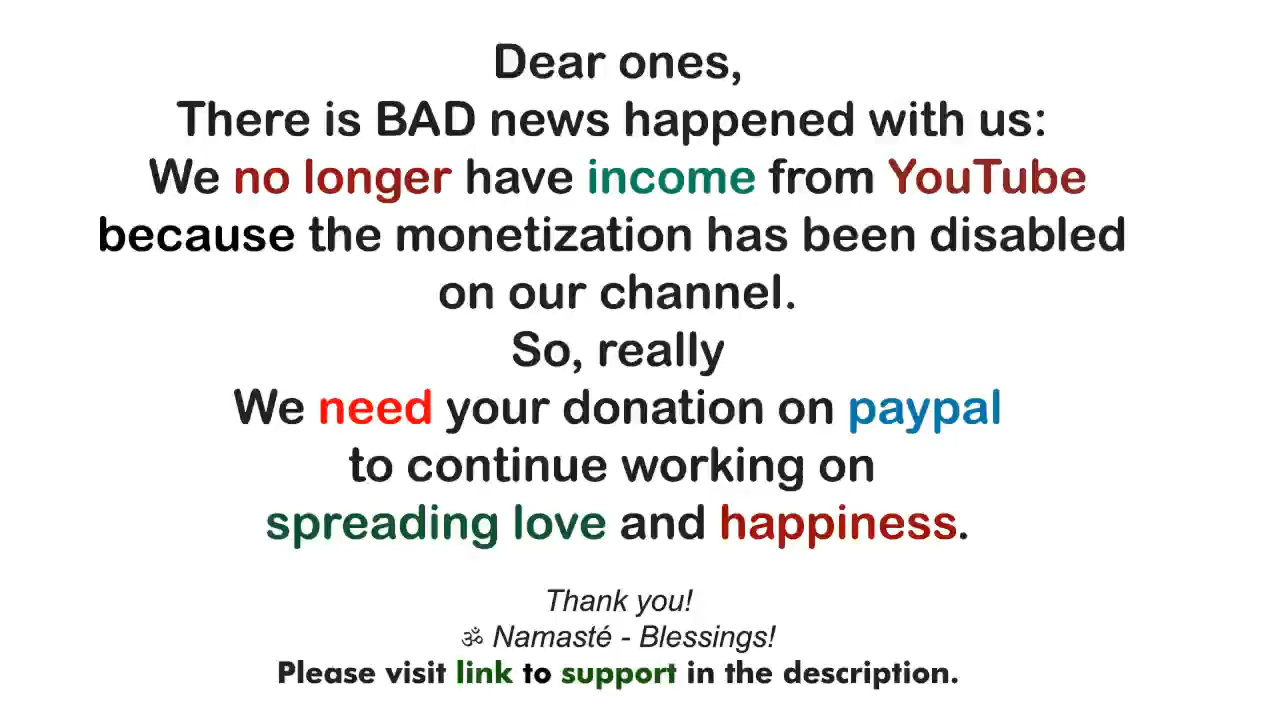 Dear ones,
There is BAD news happened with us:
We no longer have income from YouTube
because the monetization has been disabled
on our channel.
So, really
We need your donation on paypal
to continue working on
spreading love and happiness.
Thank you!
ॐ Namasté - Blessings!
Please visit link to support in the description.